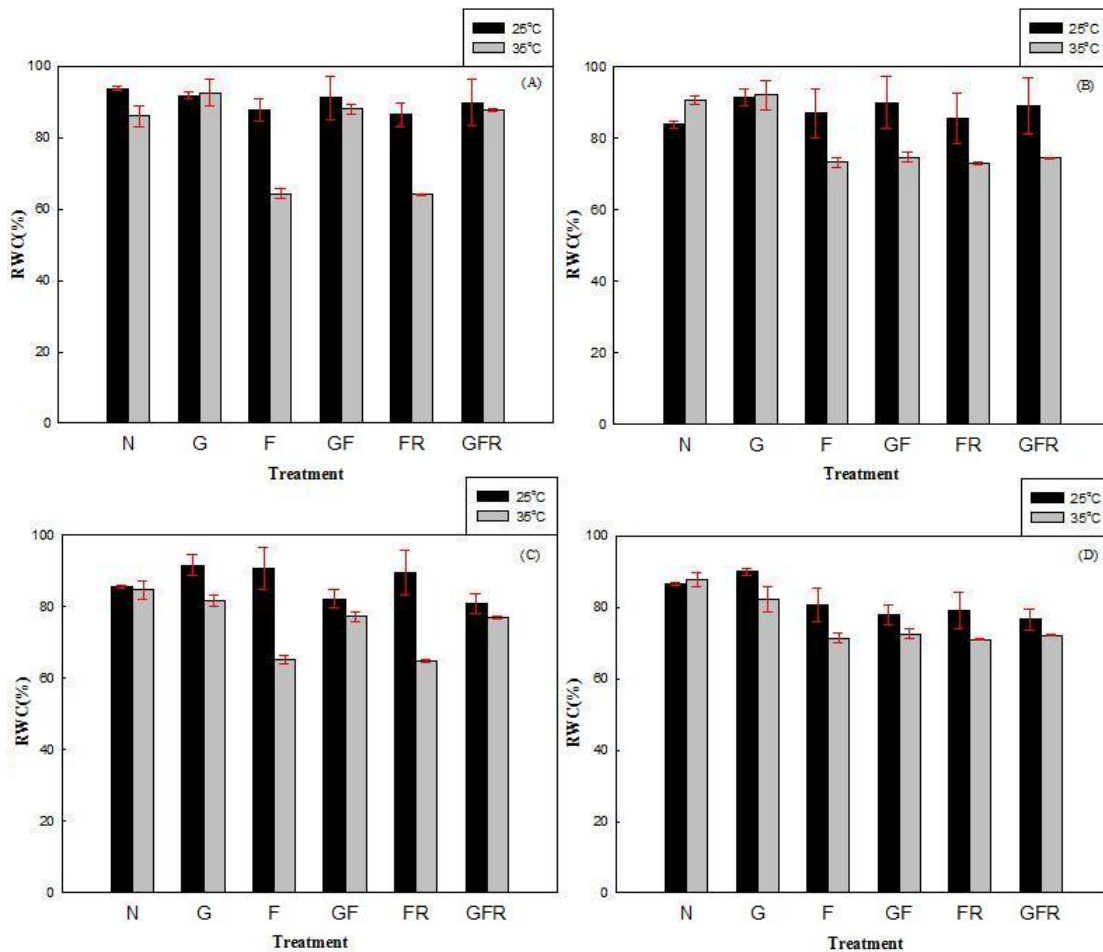 25°C
35°C
(A)
100
80
60
40
20
0
RWC(%)
N G F GF FR GFR
Treatment
25°C
35°C
(B)
100
80
60
40
20
0
RWC(%)
N G F GF FR GFR
Treatment
25°C
35°C
(C)
100
80
60
40
20
0
RWC(%)
N G F GF FR GFR
Treatment
25°C
35°C
(D)
100
80
60
40
20
0
RWC(%)
N G F GF FR GFR
Treatment